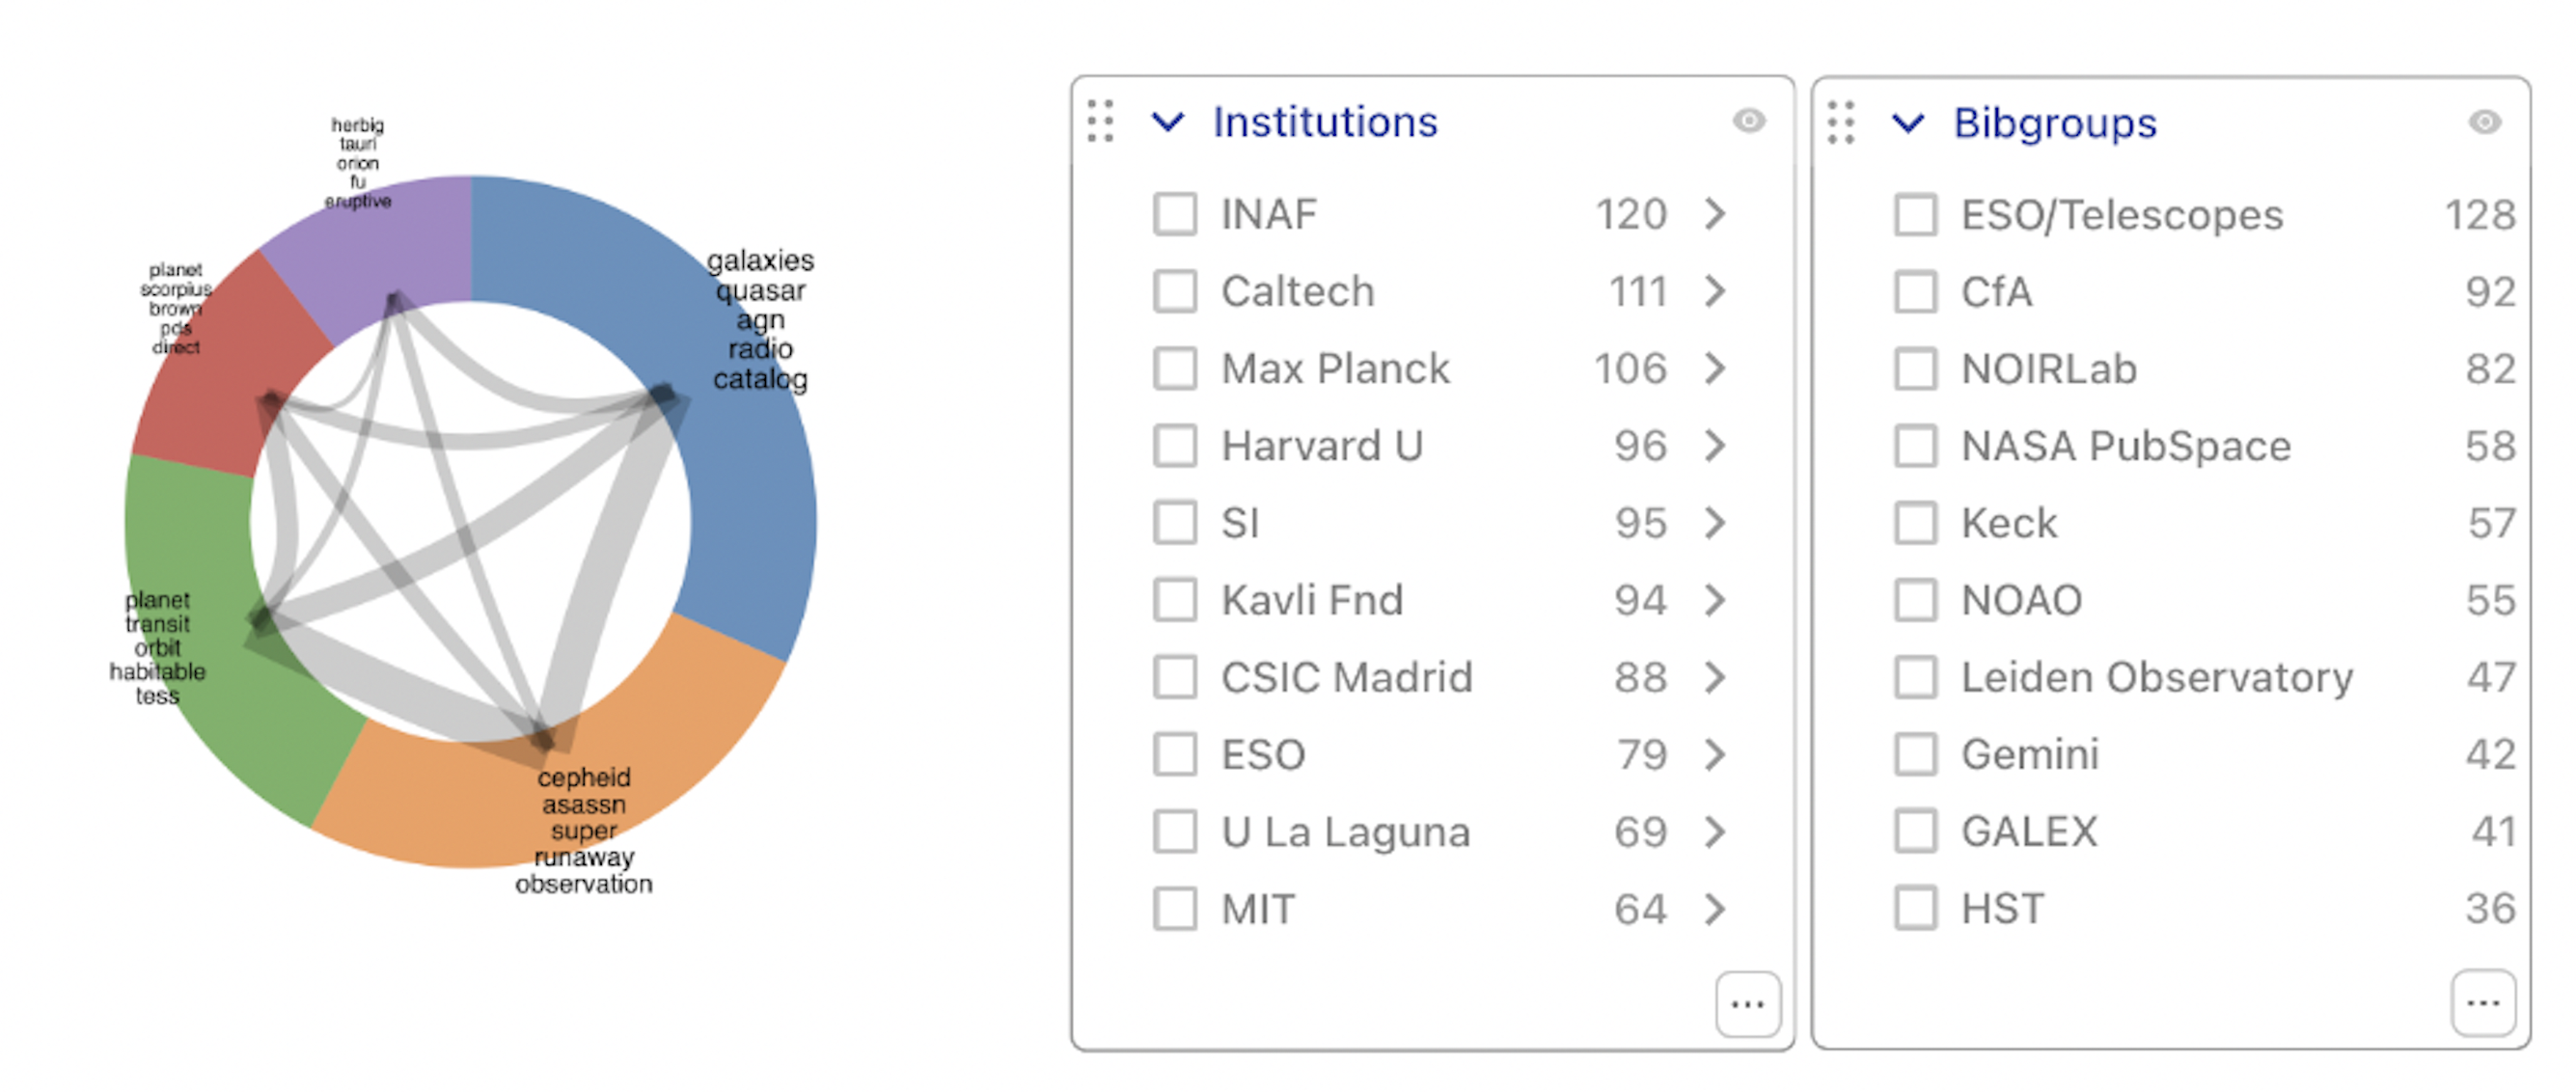 herbig
tauri
orion
fu
eruptive
planet
scorpius
brown
pds
direct
galaxies
quasar
agn
radio
catalog
planet
transit
orbit
habitable
tess
cepheid
asassn
super
runaway
observation
Institutions
INAF 120
Caltech 111
Max Planck 106
Harvard U 96
SI 95
Kavli Fnd 94
CSIC Madrid 88
ESO 79
U La Laguna 69
MIT 64
...
Bibgroups
ESO/Telescopes 128
CfA 92
NOIRLab 82
NASA PubSpace 58
Keck 57
NOAO 55
Leiden Observatory 47
Gemini 42
GALEX 41
HST 36
...